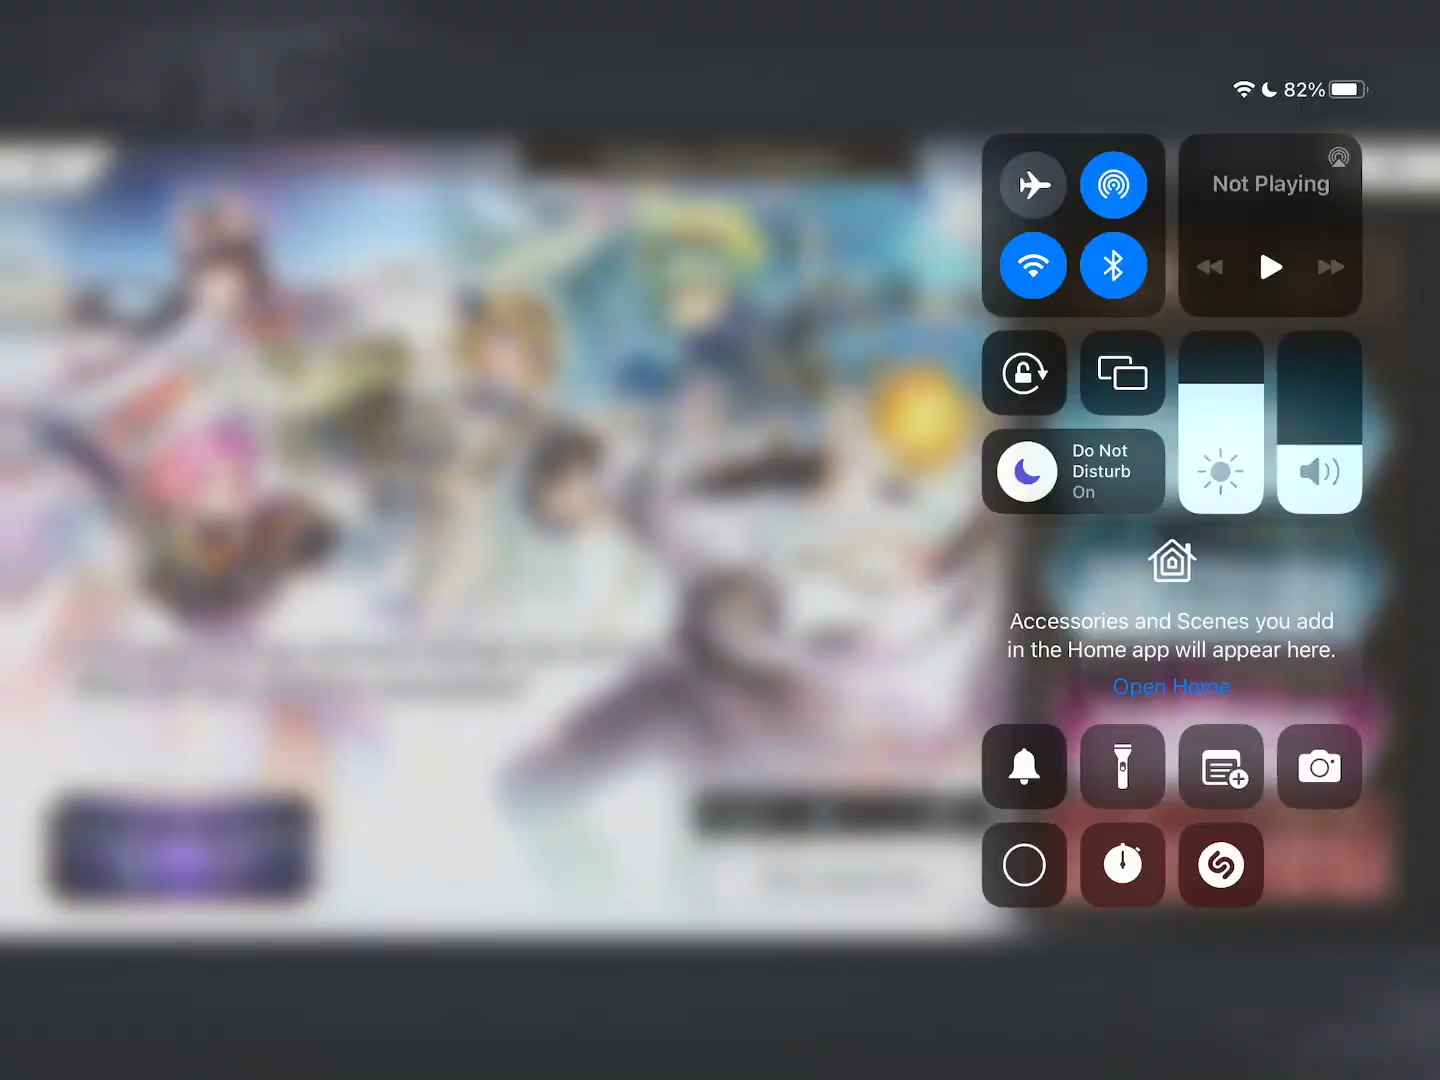 82%
Not Playing
Do Not
Disturb
On
Accessories and Scenes you add
in the Home app will appear here.
Open Home